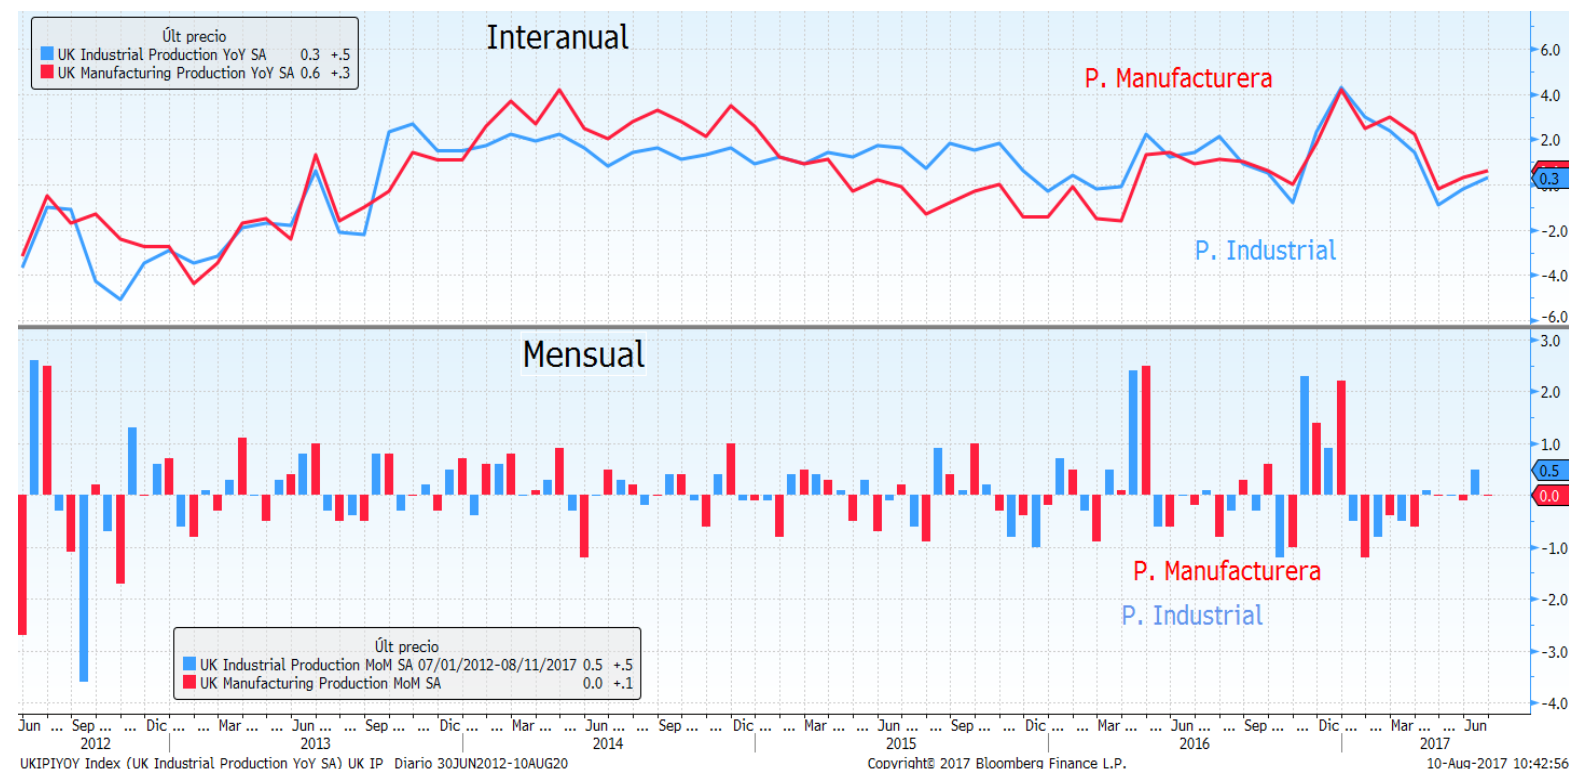 Últ precio
UK Industrial Production YoY SA 0.3 +.5
UK Manufacturing Production YoY SA 0.6 +.3
Interanual
P. Manufacturera
P. Industrial
6.0
4.0
2.0
0.3
-2.0
-4.0
-6.0
Mensual
3.0
2.0
1.0
0.5
0.0
-1.0
-2.0
-3.0
-4.0
P. Manufacturera
P. Industrial
Últ precio
UK Industrial Production MoM SA 07/01/2012-08/11/2017 0.5 +.5
UK Manufacturing Production MoM SA 0.0 +.1
Jun ... Sep ... ... Dic ... ... Mar ... ... Jun ... ... Sep ... ... Dic ... ... Mar ... ... Jun ... ... Sep ... ... Dic ... ... Mar ... ... Jun ... ... Sep ... ... Dic ... ... Mar ... ... Jun ... ... Sep ... ... Dic ... ... Mar ... ... Jun ...
2012 2013 2014 2015 2016 2017
UKIPIYOY Index (UK Industrial Production YoY SA) UK IP Diario 30JUN2012-10AUG20 Copyright© 2017 Bloomberg Finance L.P. 10-Aug-2017 10:42:56